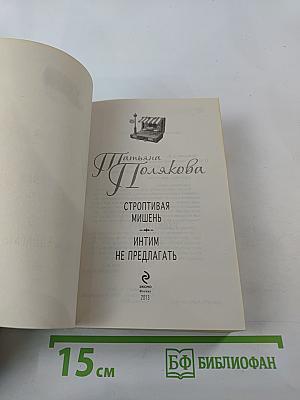 Татьяна
Полякова
СТРОПТИВАЯ
МИШЕНЬ
ИНТИМ
НЕ ПРЕДЛАГАТЬ
ЭКСМО
Москва
2013
15 см
БФ БИБЛИОФАН